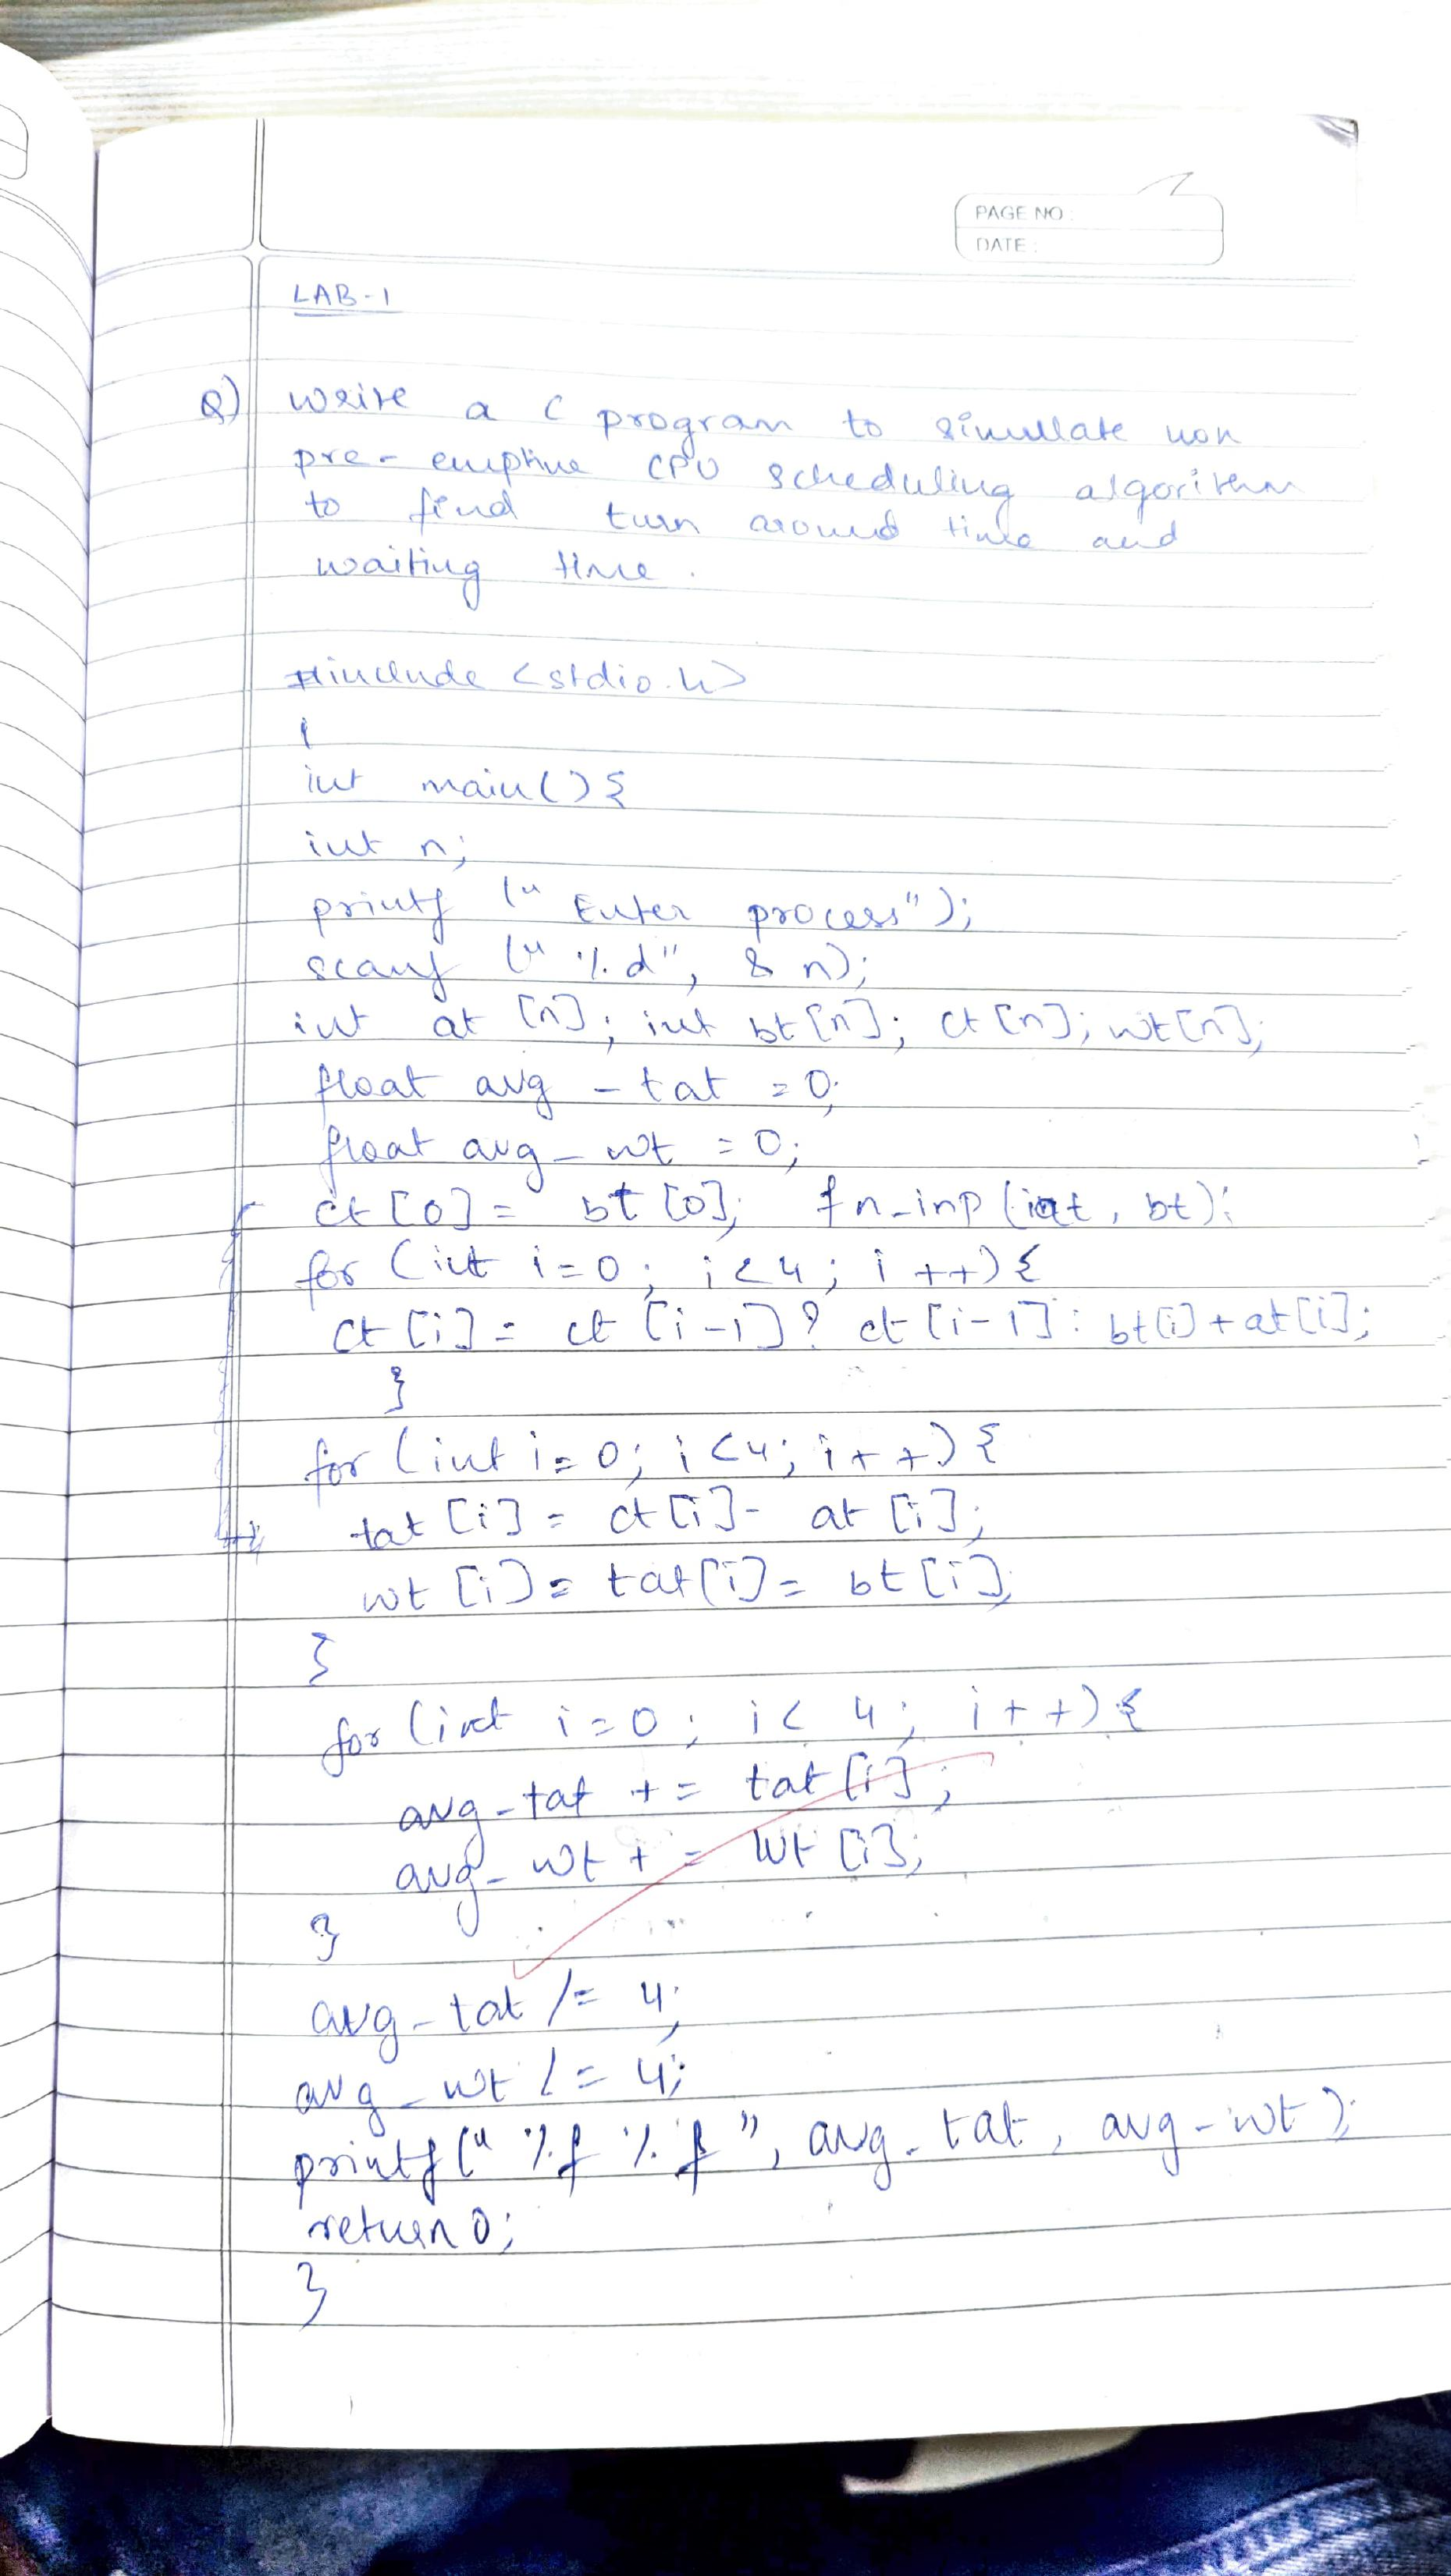 PAGE NO :
DATE :
LAB-1
Q) Write a C program to simullate non
pre-emptive CPU scheduling algorithm
to find turn around time and
waiting time.
#include <stdio.h>
int main(){
int n;
printf (" Enter process");
scanf (" %d", & n);
int at [n]; int bt [n]; ct [n]; wt[n];
float avg - tat = 0;
float avg_ wt = 0;
ct [0] = bt [0]; fn_inp (at, bt);
for (int i=0; i<4; i ++) {
ct [i] = ct [i-1] ? ct [i-1] : bt[i] + at[i];
}
for (int i=0; i<4; i++) {
tat [i] = ct[i] - at [i];
wt [i] = tat[i] = bt [i];
}
for (int i=0; i< 4; i++) {
avg-tat += tat [i];
avg- wt + = wt [i];
}
avg-tat /= 4;
avg_wt /= 4;
printf (" %f %f ", avg-tat, avg-wt );
return 0;
}